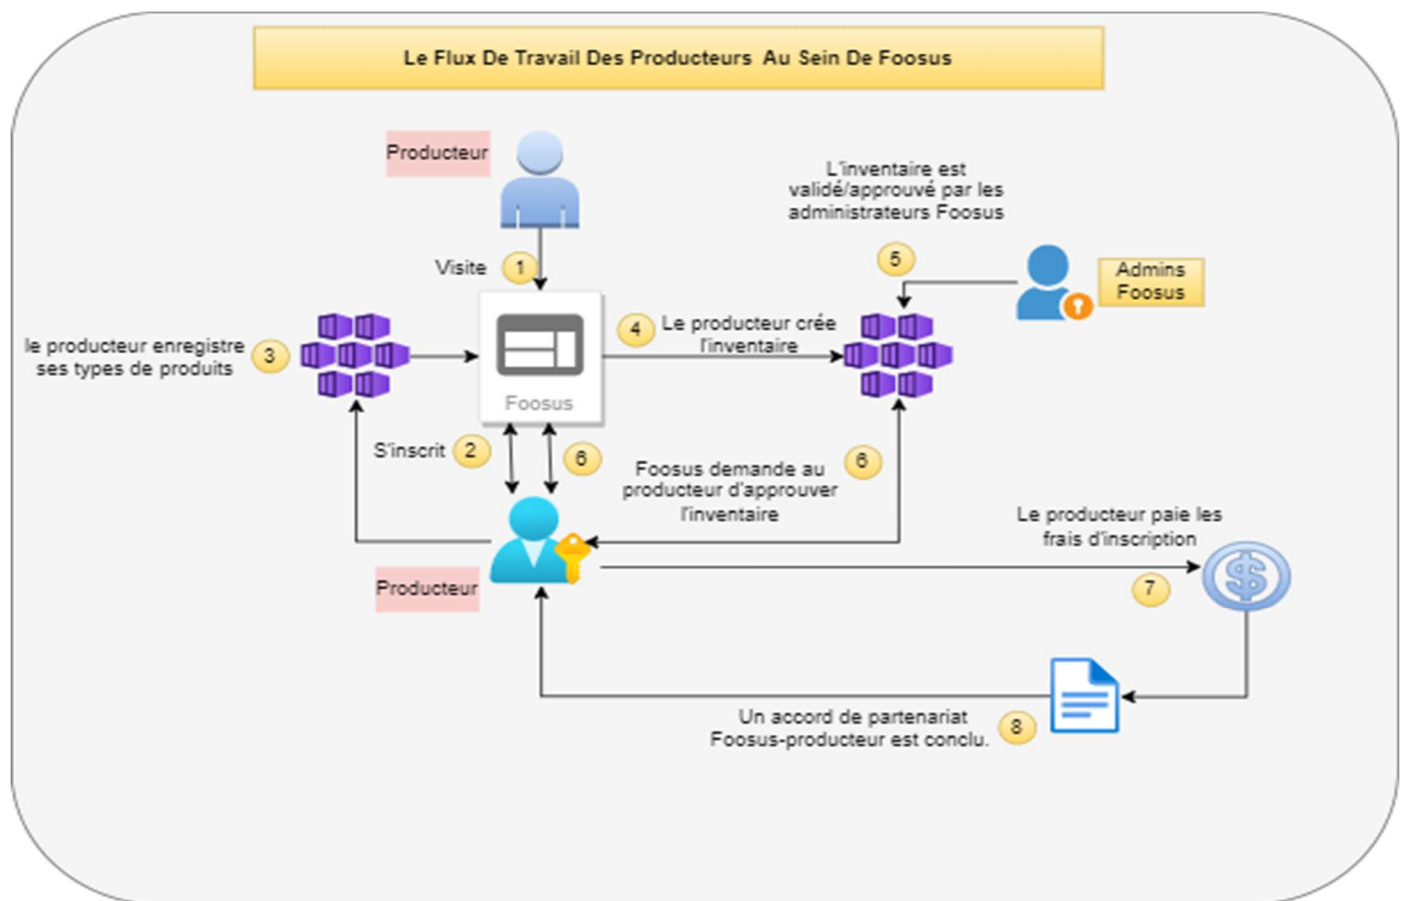 Le Flux De Travail Des Producteurs Au Sein De Foosus
Producteur
L'inventaire est
validé/approuvé par les
administrateurs Foosus
Visite
1
5
Admins
Foosus
le producteur enregistre
ses types de produits
3
4
Le producteur crée
l'inventaire
Foosus
S'inscrit
2
6
Foosus demande au
producteur d'approuver
l'inventaire
6
Le producteur paie les
frais d'inscription
Producteur
7
Un accord de partenariat
Foosus-producteur est conclu.
8